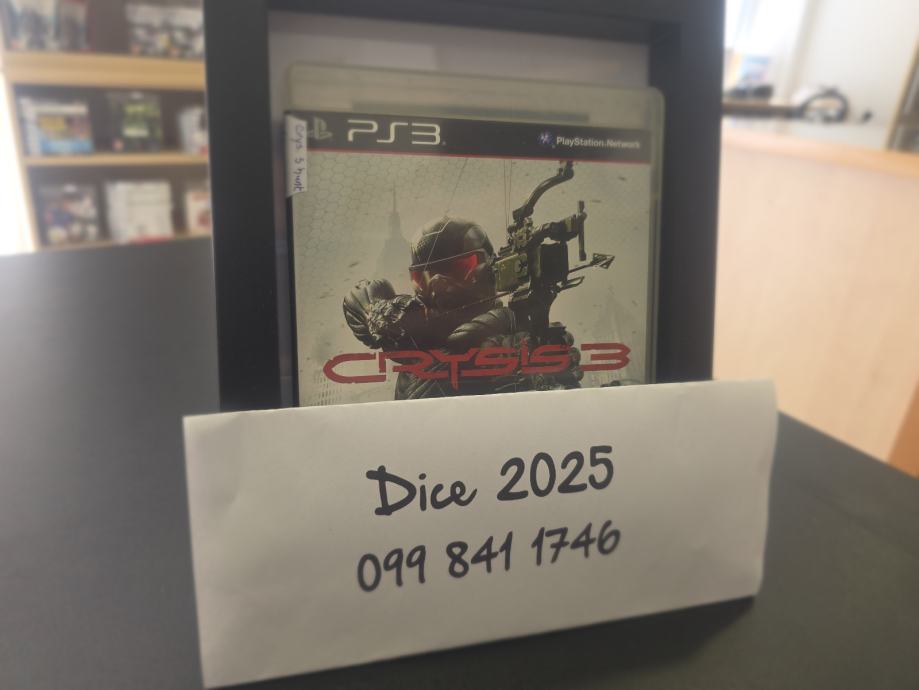 PS3
PlayStation.Network
CRYSIS 3
Dice 2025
099 841 1746